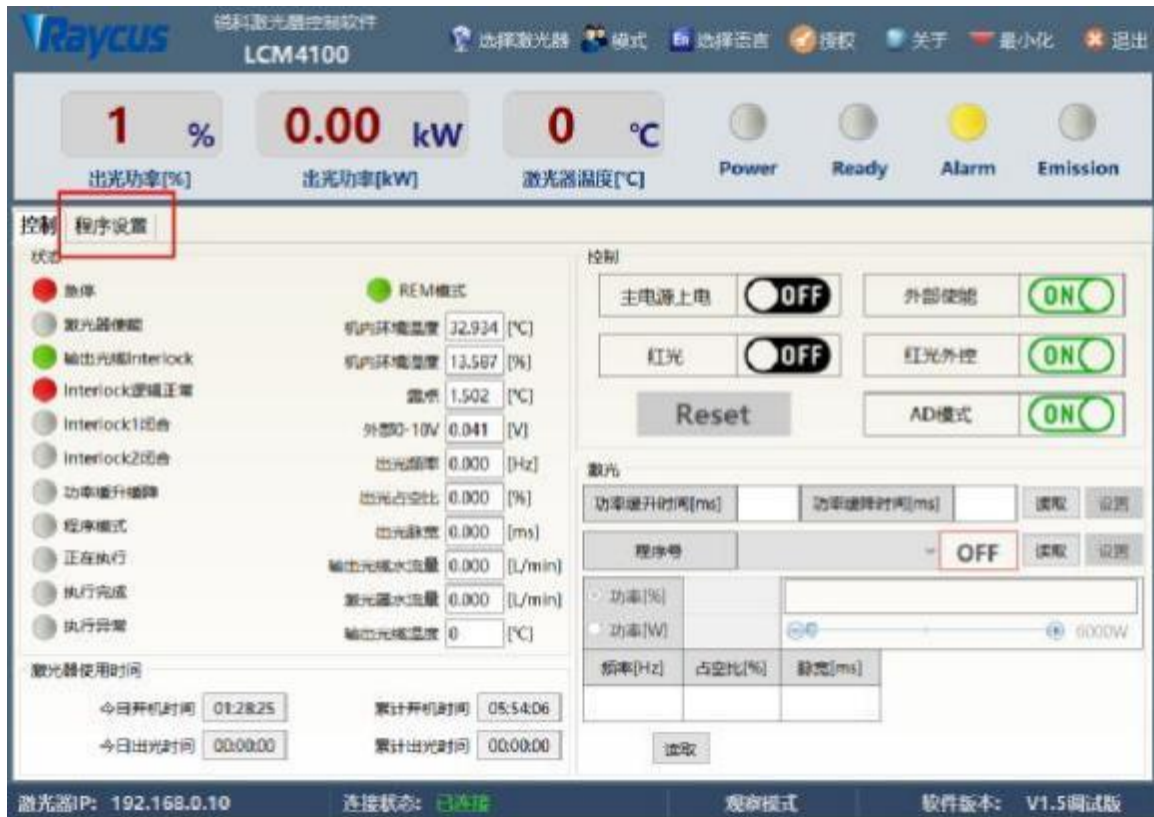 Raycus
锐科激光器控制软件
LCM4100
选择激光器 模式 En 选择语言 授权 关于 最小化 退出
1 % 0.00 kW 0 ℃
出光功率[%] 出光功率[kW] 激光器温度[℃] Power Ready Alarm Emission
控制 程序设置
状态
急停 REM模式
激光器使能 机内环境温度 32.934 [℃]
输出光缆Interlock 机内环境湿度 13.587 [%]
Interlock逻辑正常 露点 1.502 [℃]
Interlock1闭合 外部0-10V 0.041 [V]
Interlock2闭合 出光频率 0.000 [Hz]
功率缓升缓降 出光占空比 0.000 [%]
程序模式 出光脉宽 0.000 [ms]
正在执行 输出光缆水流量 0.000 [L/min]
执行完成 激光器水流量 0.000 [L/min]
执行异常 输出光缆温度 0 [℃]
激光器使用时间
今日开机时间 01:28:25 累计开机时间 05:54:06
今日出光时间 00:00:00 累计出光时间 00:00:00
控制
主电源上电 OFF 外部使能 ON
红光 OFF 红光外控 ON
Reset AD模式 ON
激光
功率缓升时间[ms] 功率缓降时间[ms] 读取 设置
程序号 OFF 读取 设置
功率[%]
功率[W] 6000W
频率[Hz] 占空比[%] 脉宽[ms]
读取
激光器IP: 192.168.0.10 连接状态: 已连接 观察模式 软件版本: V1.5调试版